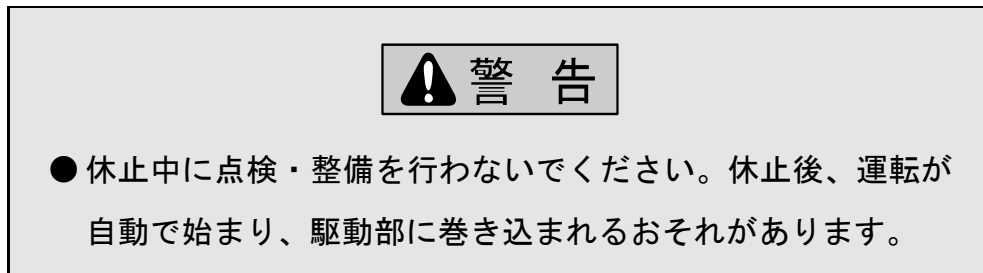 警 告
● 休止中に点検・整備を行わないでください。休止後、運転が
自動で始まり、駆動部に巻き込まれるおそれがあります。